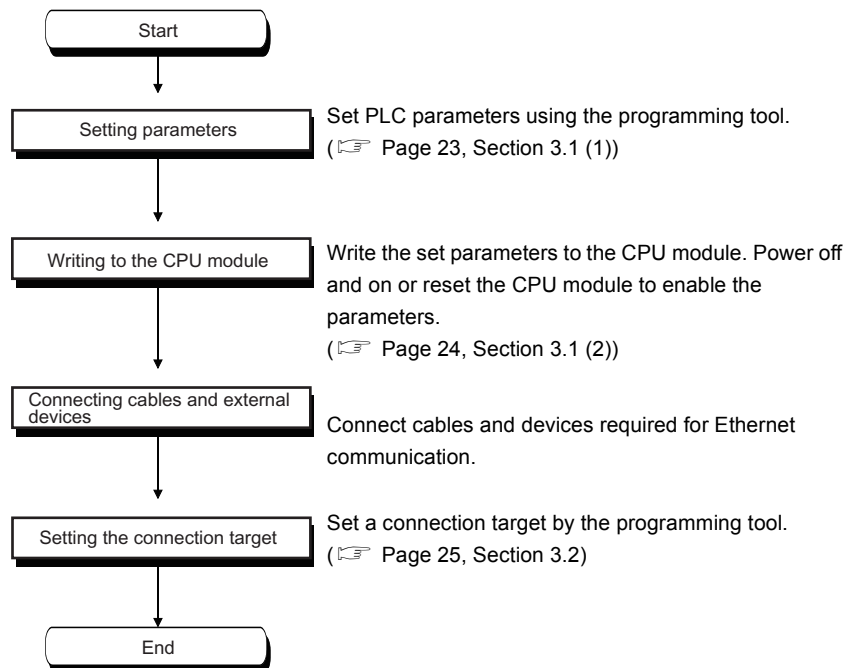 Start
Setting parameters
Set PLC parameters using the programming tool.
(☞ Page 23, Section 3.1 (1))
Writing to the CPU module
Write the set parameters to the CPU module. Power off
and on or reset the CPU module to enable the
parameters.
(☞ Page 24, Section 3.1 (2))
Connecting cables and external
devices
Connect cables and devices required for Ethernet
communication.
Setting the connection target
Set a connection target by the programming tool.
(☞ Page 25, Section 3.2)
End